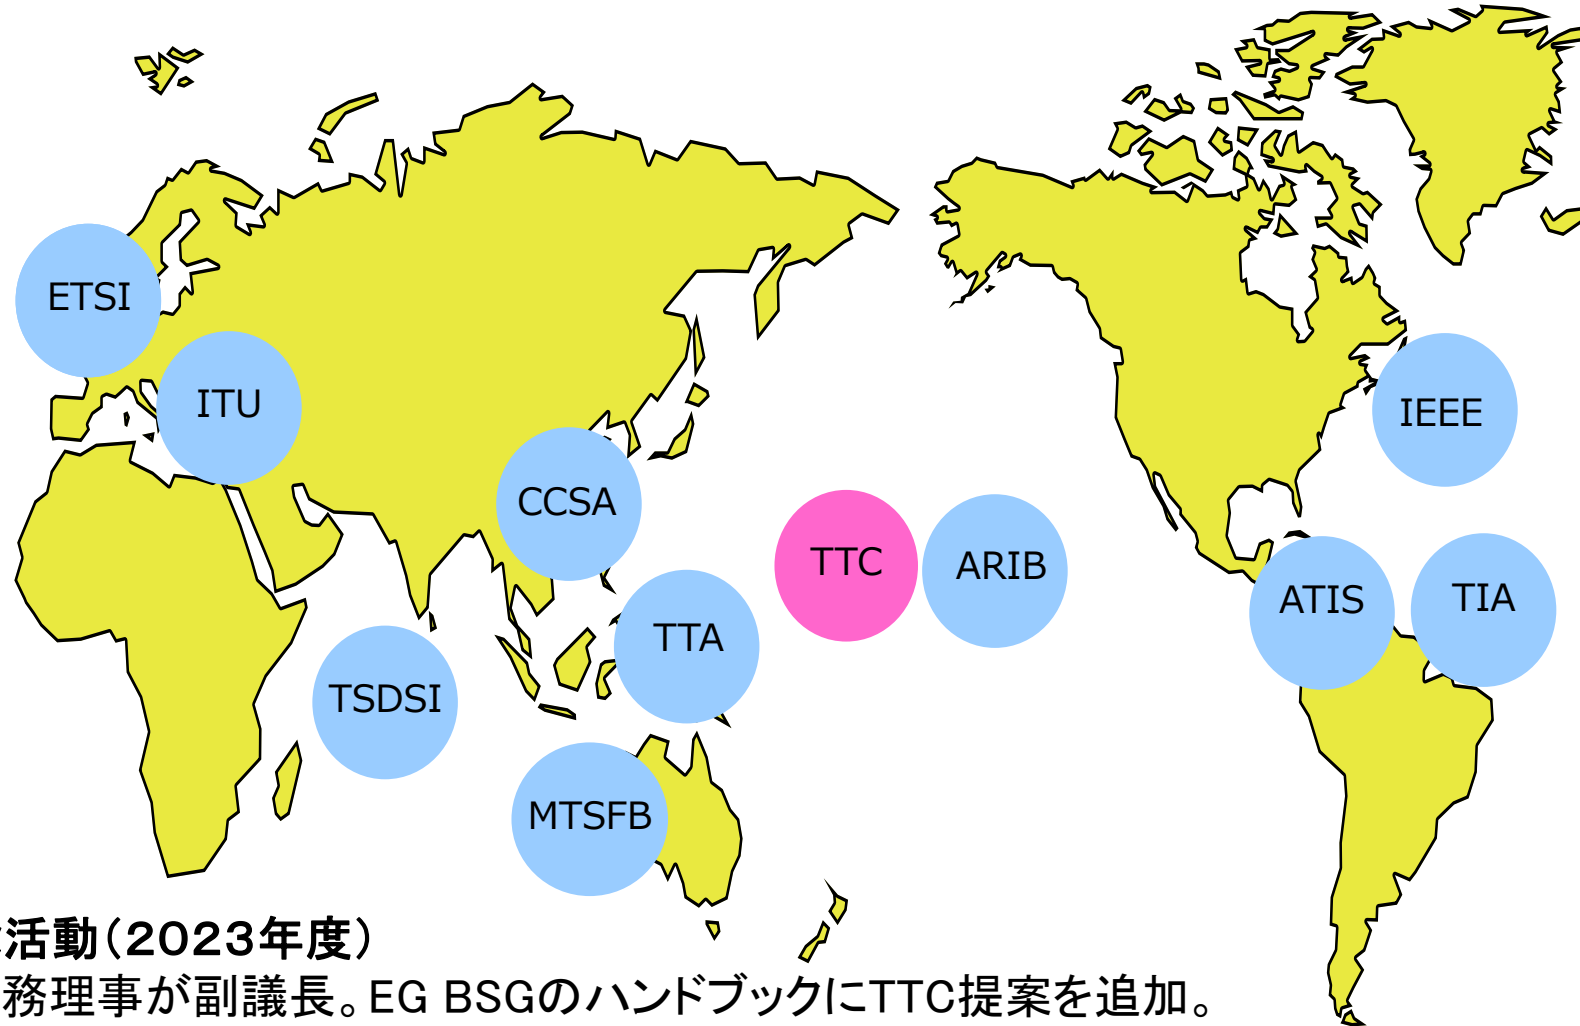 ETSI
ITU
IEEE
CCSA
TTC
ARIB
ATIS
TIA
TTA
TSDSI
MTSFB
活動（2023年度）
務理事が副議長。EG BSGのハンドブックにTTC提案を追加。